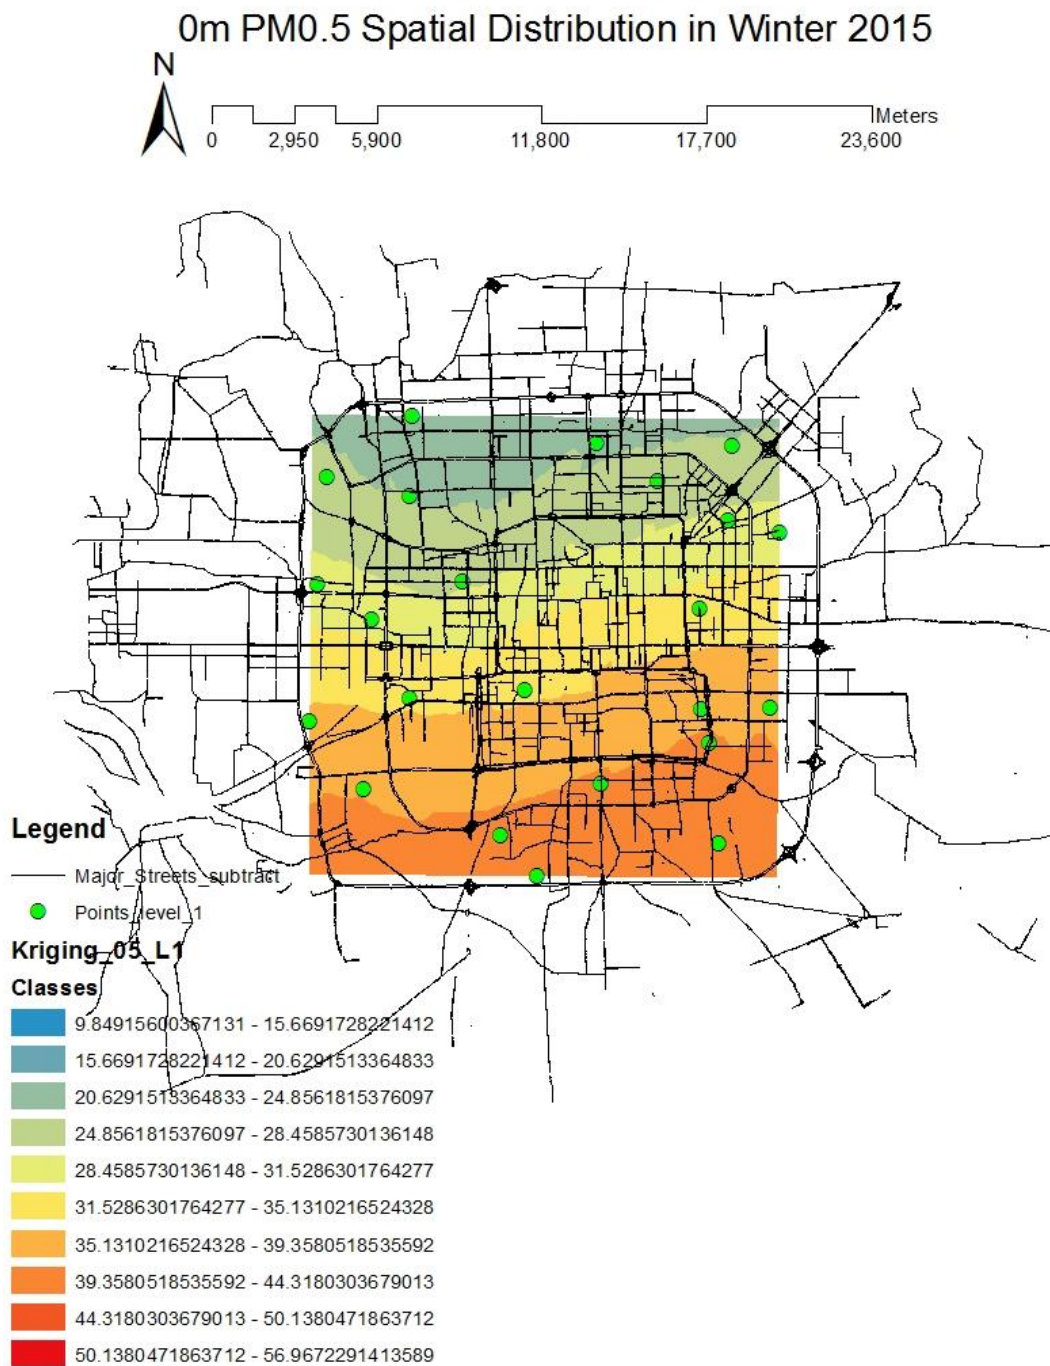 0m PM0.5 Spatial Distribution in Winter 2015
N
Meters
0 2,950 5,900 11,800 17,700 23,600
Legend
Major_Streets_subtract
Points_level_1
Kriging_05_L1
Classes
9.84915600367131 - 15.6691728221412
15.6691728221412 - 20.6291513364833
20.6291513364833 - 24.8561815376097
24.8561815376097 - 28.4585730136148
28.4585730136148 - 31.5286301764277
31.5286301764277 - 35.1310216524328
35.1310216524328 - 39.3580518535592
39.3580518535592 - 44.3180303679013
44.3180303679013 - 50.1380471863712
50.1380471863712 - 56.9672291413589